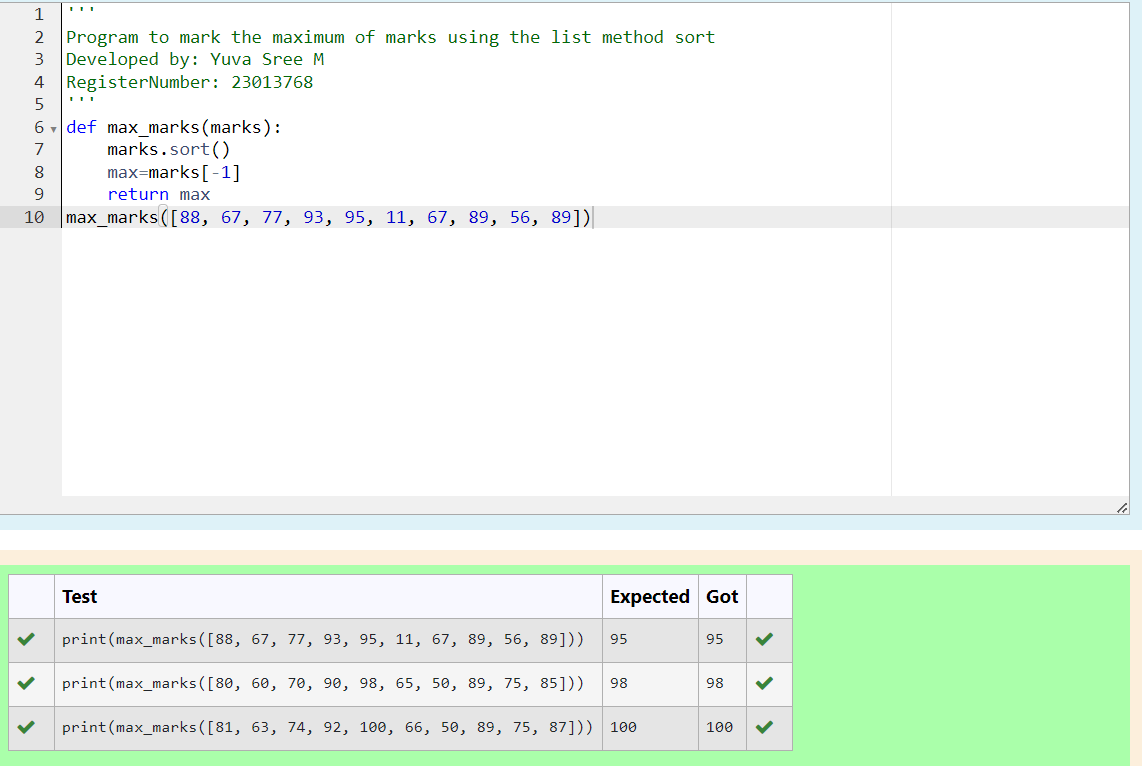 1 '''
2 Program to mark the maximum of marks using the list method sort
3 Developed by: Yuva Sree M
4 RegisterNumber: 23013768
5 '''
6 def max_marks(marks):
7     marks.sort()
8     max=marks[-1]
9     return max
10 max_marks([88, 67, 77, 93, 95, 11, 67, 89, 56, 89])
Test Expected Got
print(max_marks([88, 67, 77, 93, 95, 11, 67, 89, 56, 89])) 95 95
print(max_marks([80, 60, 70, 90, 98, 65, 50, 89, 75, 85])) 98 98
print(max_marks([81, 63, 74, 92, 100, 66, 50, 89, 75, 87])) 100 100